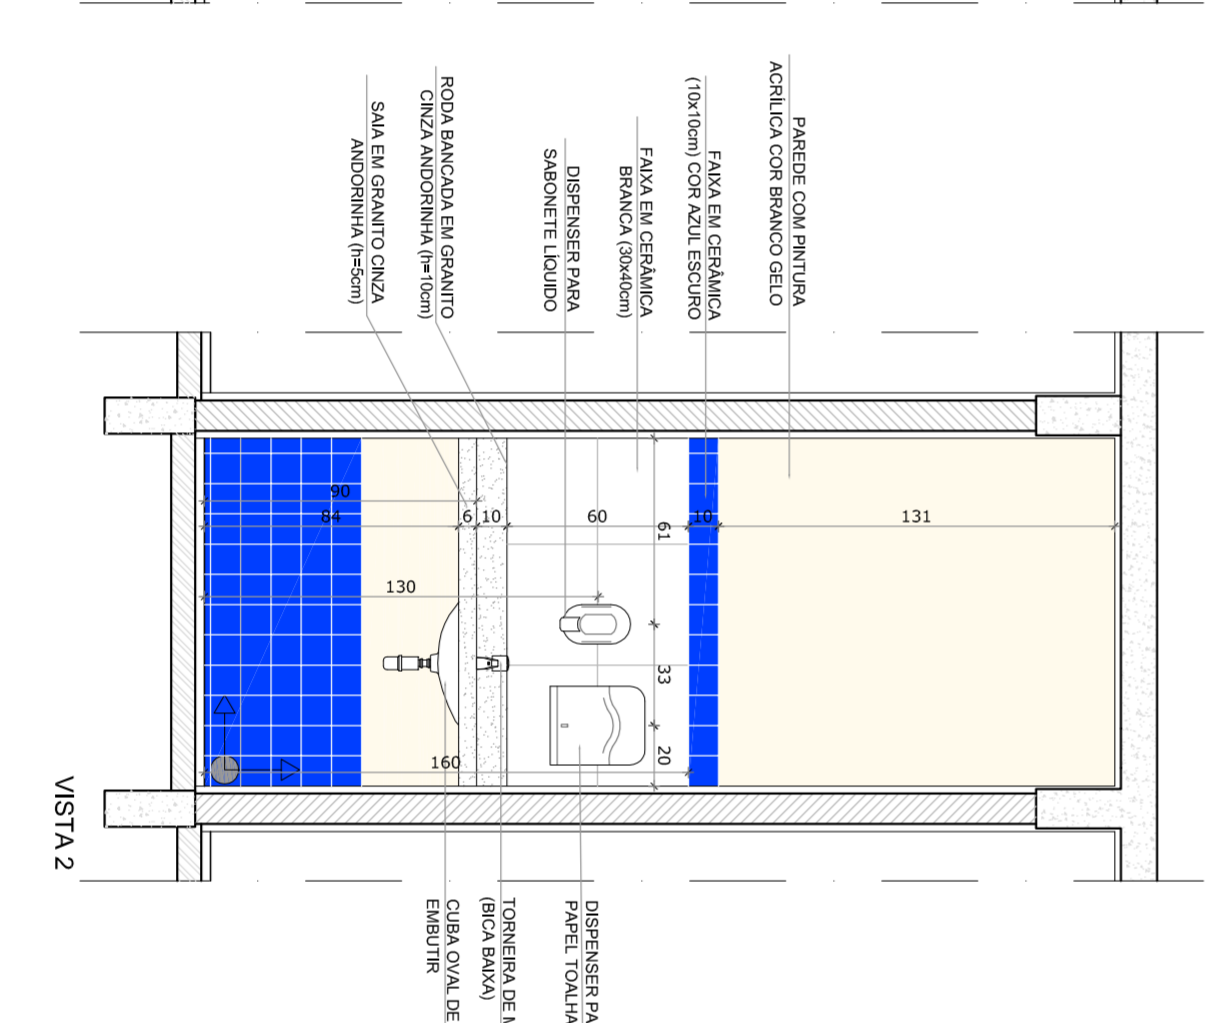 PAREDE COM PINTURA
ACRÍLICA COR BRANCO GELO
FAIXA EM CERÂMICA
(10x10cm) COR AZUL ESCURO
FAIXA EM CERÂMICA
BRANCA (30x40cm)
DISPENSER PARA
SABONETE LÍQUIDO
RODA BANCADA EM GRANITO
CINZA ANDORINHA (h=10cm)
SAIA EM GRANITO CINZA
ANDORINHA (h=5cm)
90
84
6
10
60
61
10
131
130
33
20
160
DISPENSER PA
PAPEL TOALHA
TORNEIRA DE M
(BICA BAIXA)
CUBA OVAL DE
EMBUTIR
VISTA 2